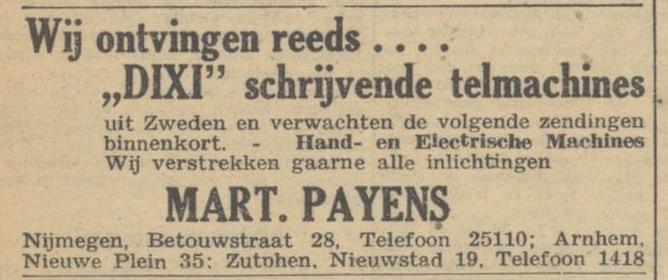 Wij ontvingen reeds ....
„DIXI” schrijvende telmachines
uit Zweden en verwachten de volgende zendingen
binnenkort. - Hand- en Electrische Machines
Wij verstrekken gaarne alle inlichtingen
MART. PAYENS
Nijmegen, Betouwstraat 28, Telefoon 25110; Arnhem,
Nieuwe Plein 35; Zutphen, Nieuwstad 19, Telefoon 1418